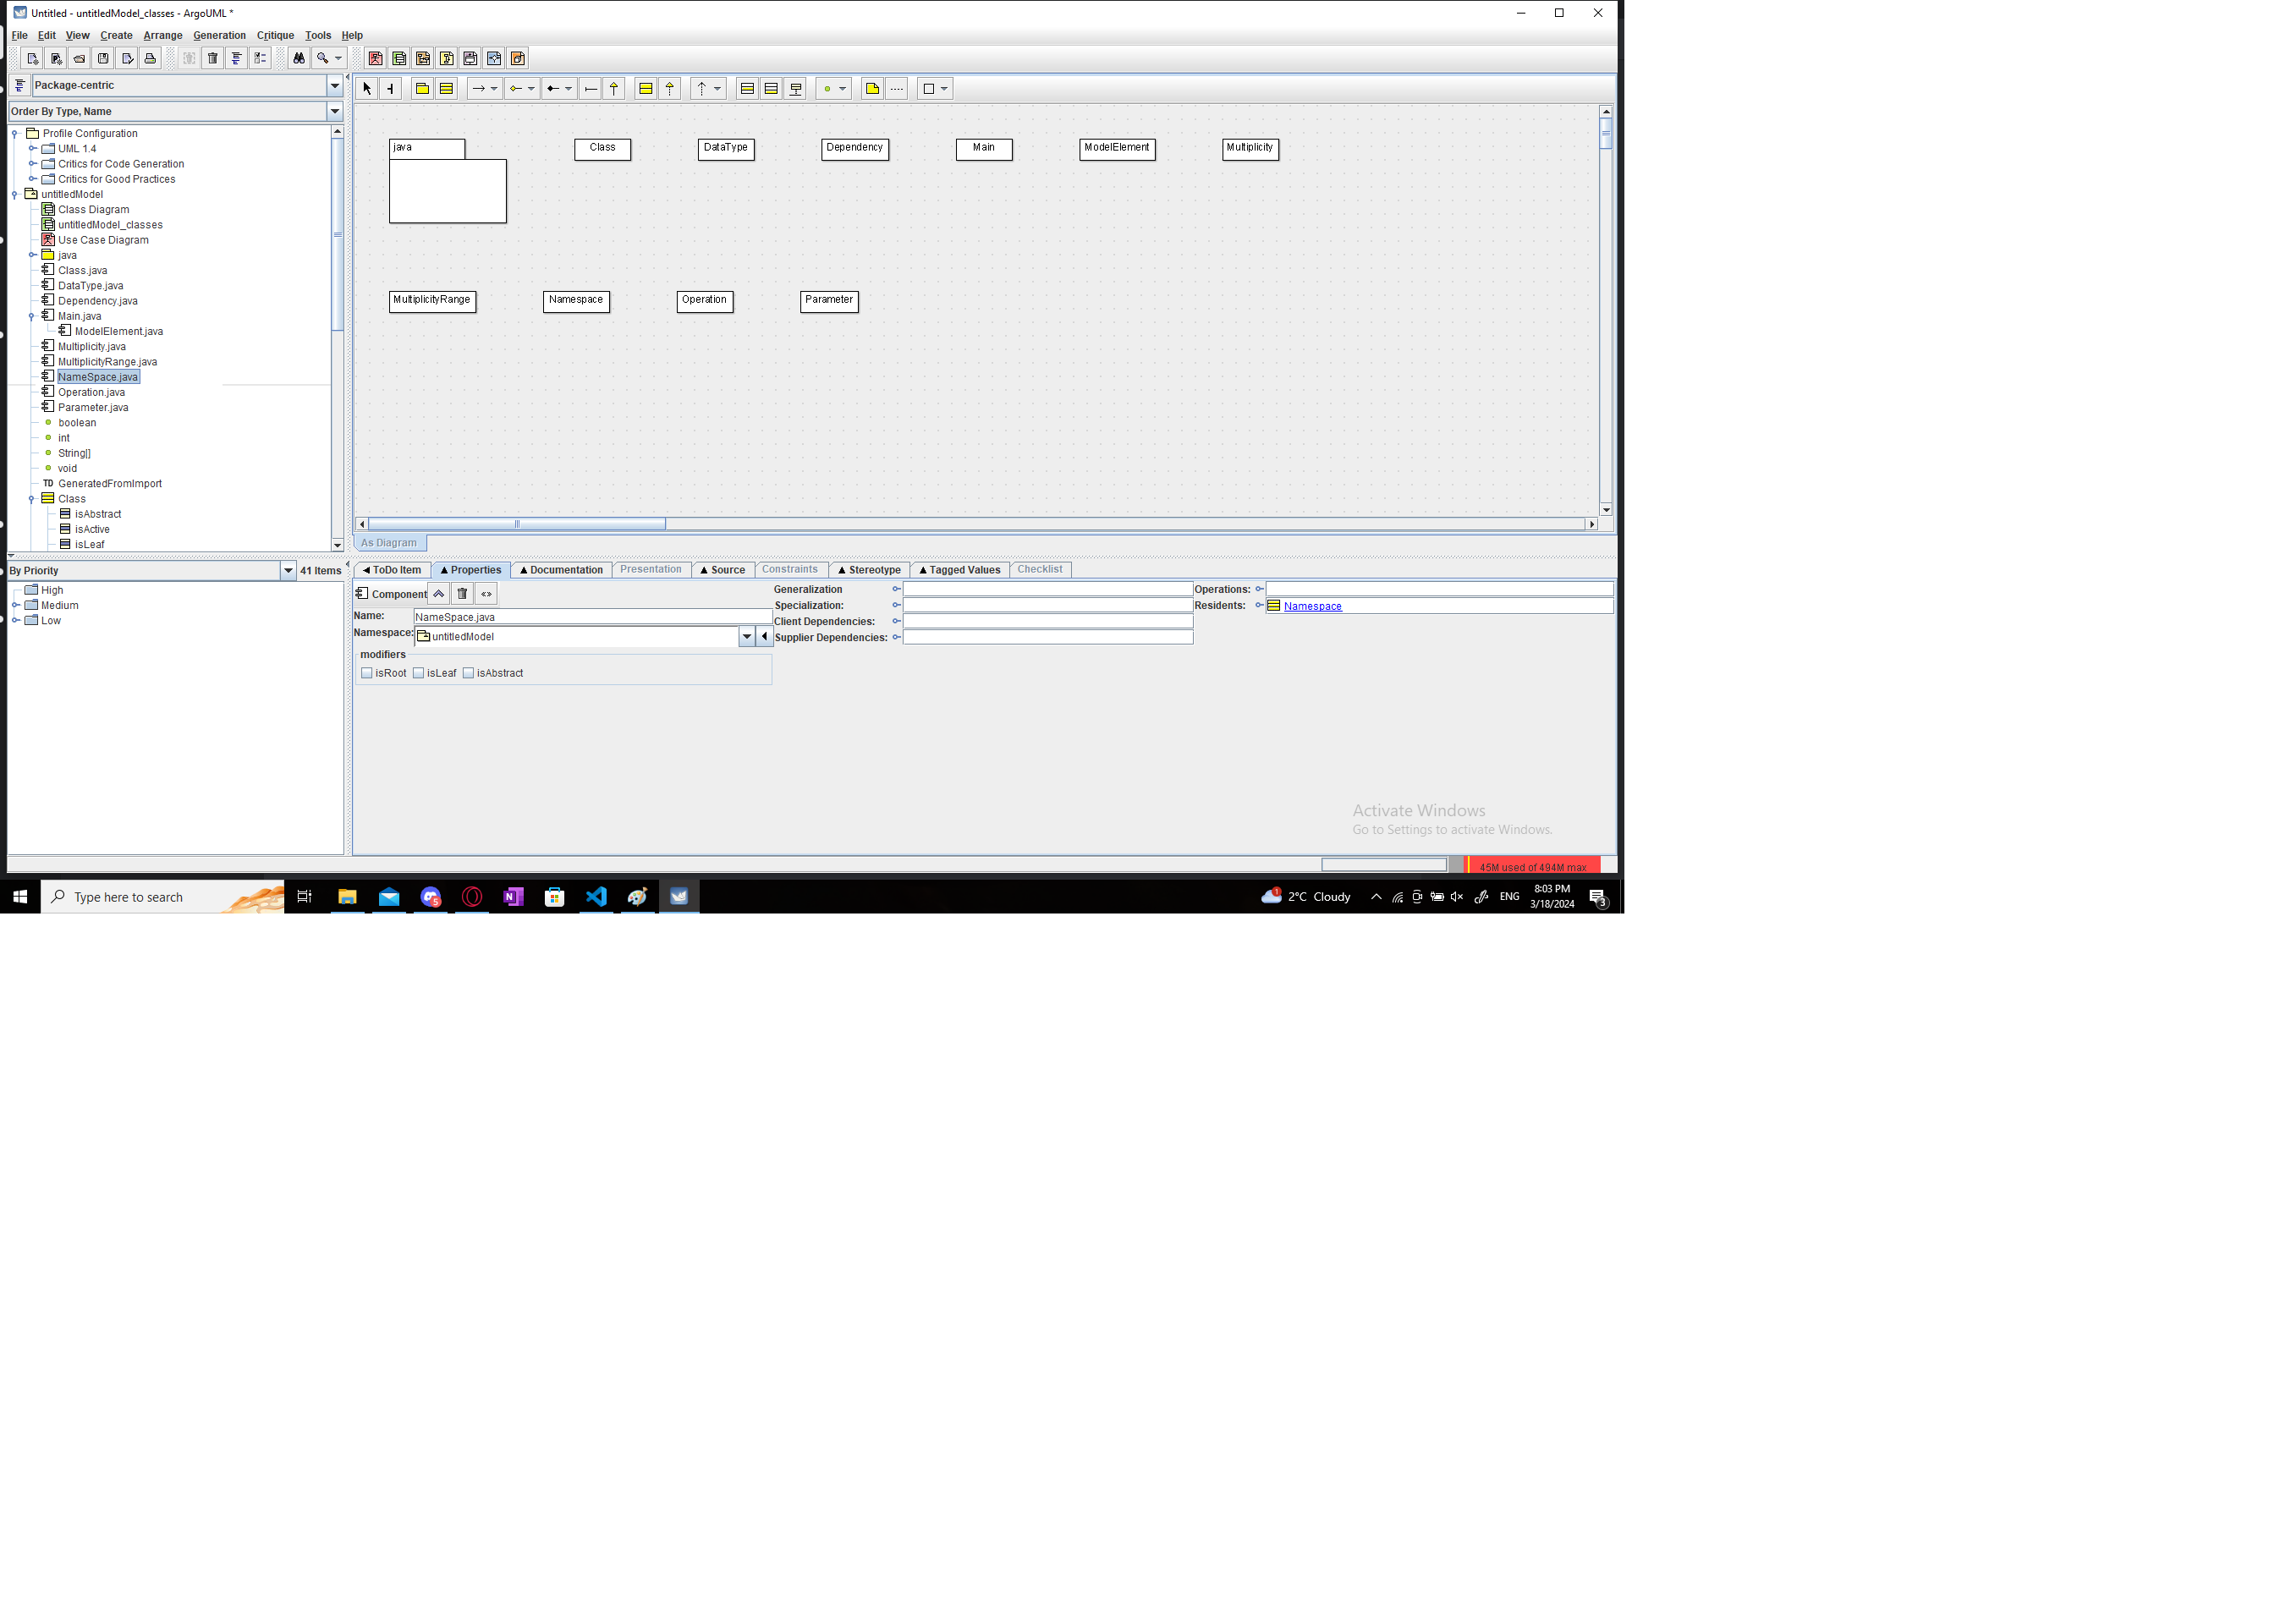 Untitled - untitledModel_classes - ArgoUML *
File Edit View Create Arrange Generation Critique Tools Help
Package-centric
Order By Type, Name
Profile Configuration
UML 1.4
Critics for Code Generation
Critics for Good Practices
untitledModel
Class Diagram
untitledModel_classes
Use Case Diagram
java
Class.java
DataType.java
Dependency.java
Main.java
ModelElement.java
Multiplicity.java
MultiplicityRange.java
NameSpace.java
Operation.java
Parameter.java
boolean
int
String[]
void
TD GeneratedFromImport
Class
isAbstract
isActive
isLeaf
java Class DataType Dependency Main ModelElement Multiplicity
MultiplicityRange Namespace Operation Parameter
As Diagram
By Priority 41 Items
High
Medium
Low
ToDo Item Properties Documentation Presentation Source Constraints Stereotype Tagged Values Checklist
Component
Name: NameSpace.java
Namespace: untitledModel
modifiers
isRoot isLeaf isAbstract
Generalization
Specialization:
Client Dependencies:
Supplier Dependencies:
Operations:
Residents: Namespace
Activate Windows
Go to Settings to activate Windows.
45M used of 494M max
Type here to search
5
N
1
2°C Cloudy
ENG
8:03 PM
3/18/2024
3